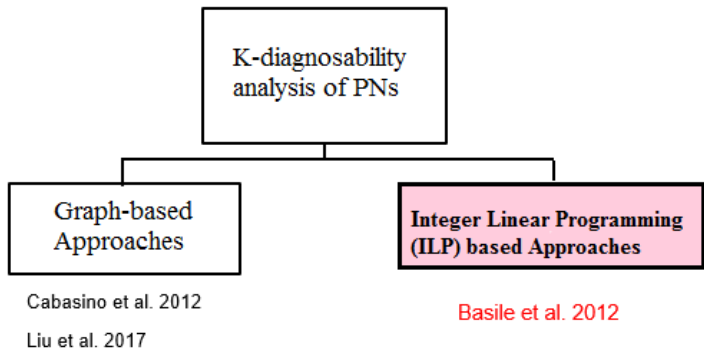 K-diagnosability
analysis of PNs
Graph-based
Approaches
Integer Linear Programming
(ILP) based Approaches
Cabasino et al. 2012
Liu et al. 2017
Basile et al. 2012